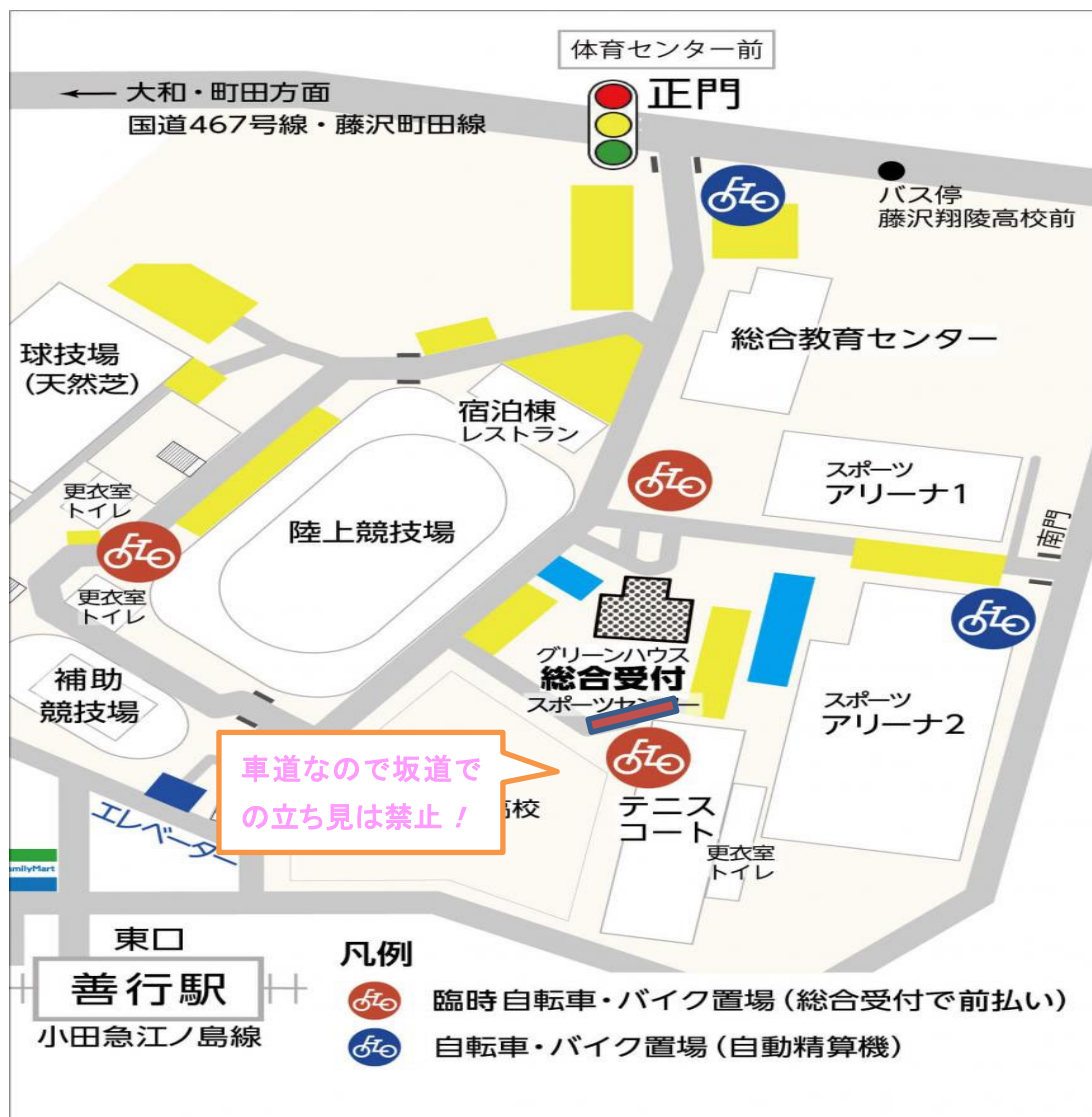 体育センター前
正門
← 大和・町田方面
国道467号線・藤沢町田線
バス停
藤沢翔陵高校前
総合教育センター
球技場
(天然芝)
宿泊棟
レストラン
スポーツ
アリーナ1
更衣室
トイレ
陸上競技場
南門
更衣室
トイレ
グリーンハウス
総合受付
スポーツセンター
補助
競技場
スポーツ
アリーナ2
車道なので坂道で
の立ち見は禁止！
高校
テニス
コート
エレベーター
更衣室
トイレ
FamilyMart
東口
善行駅
小田急江ノ島線
凡例
臨時自転車・バイク置場(総合受付で前払い)
自転車・バイク置場(自動精算機)